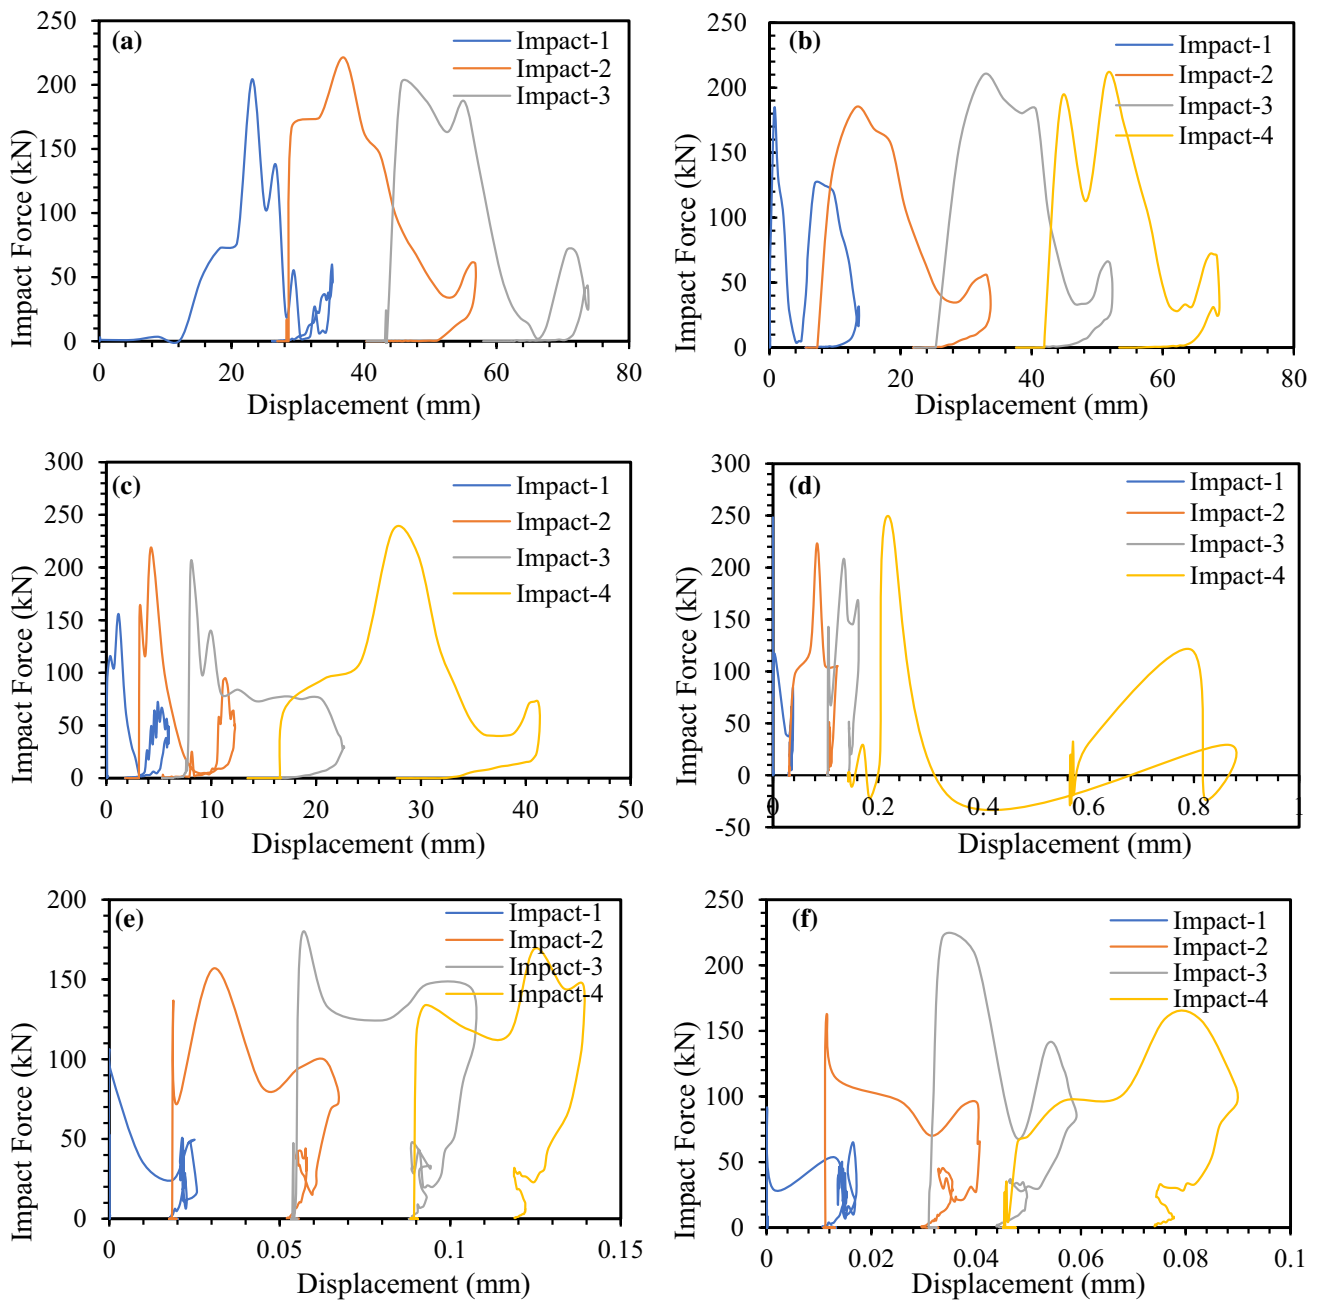 (a)
Impact-1
Impact-2
Impact-3
250
200
150
100
50
0
0 20 40 60 80
Impact Force (kN)
Displacement (mm)
(b)
Impact-1
Impact-2
Impact-3
Impact-4
250
200
150
100
50
0
0 20 40 60 80
Impact Force (kN)
Displacement (mm)
(c)
Impact-1
Impact-2
Impact-3
Impact-4
300
250
200
150
100
50
0
0 10 20 30 40 50
Impact Force (kN)
Displacement (mm)
(d)
Impact-1
Impact-2
Impact-3
Impact-4
300
250
200
150
100
50
0
-50
0 0.2 0.4 0.6 0.8 1
Impact Force (kN)
Displacement (mm)
(e)
Impact-1
Impact-2
Impact-3
Impact-4
200
150
100
50
0
0 0.05 0.1 0.15
Impact Force (kN)
Displacement (mm)
(f)
Impact-1
Impact-2
Impact-3
Impact-4
250
200
150
100
50
0
0 0.02 0.04 0.06 0.08 0.1
Impact Force (kN)
Displacement (mm)